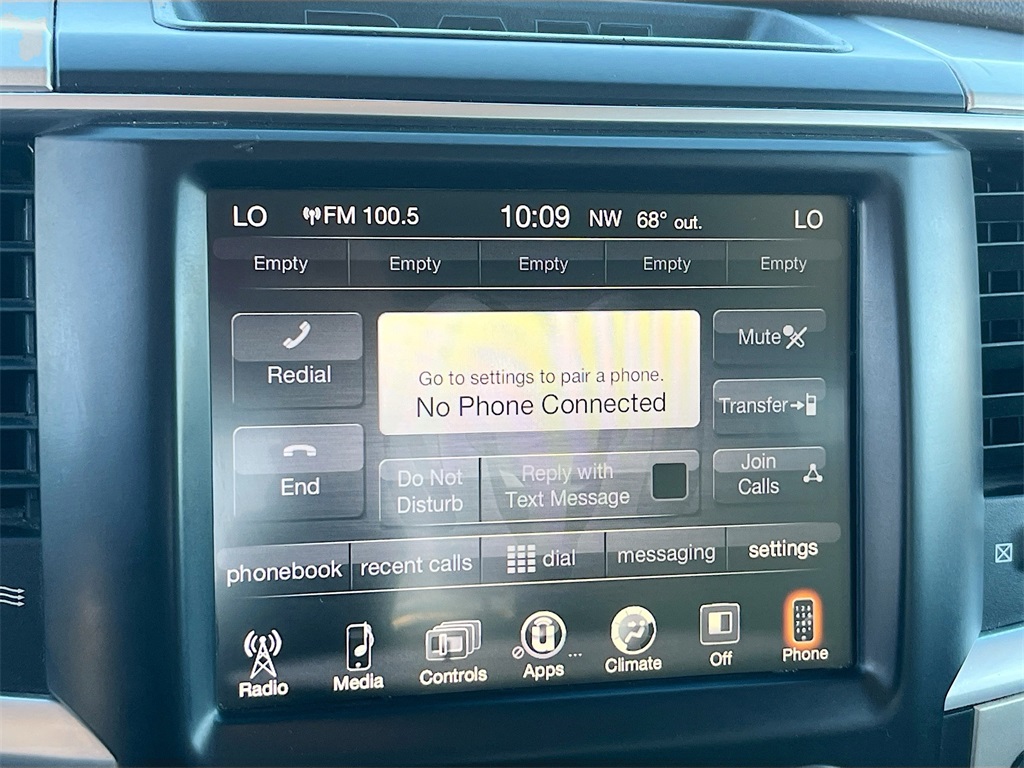 RAM
LO FM 100.5 10:09 NW 68° out. LO
Empty Empty Empty Empty Empty
Redial
Go to settings to pair a phone.
No Phone Connected
Mute
Transfer
End
Do Not
Disturb
Reply with
Text Message
Join
Calls
phonebook recent calls dial messaging settings
Radio Media Controls Apps ... Climate Off Phone